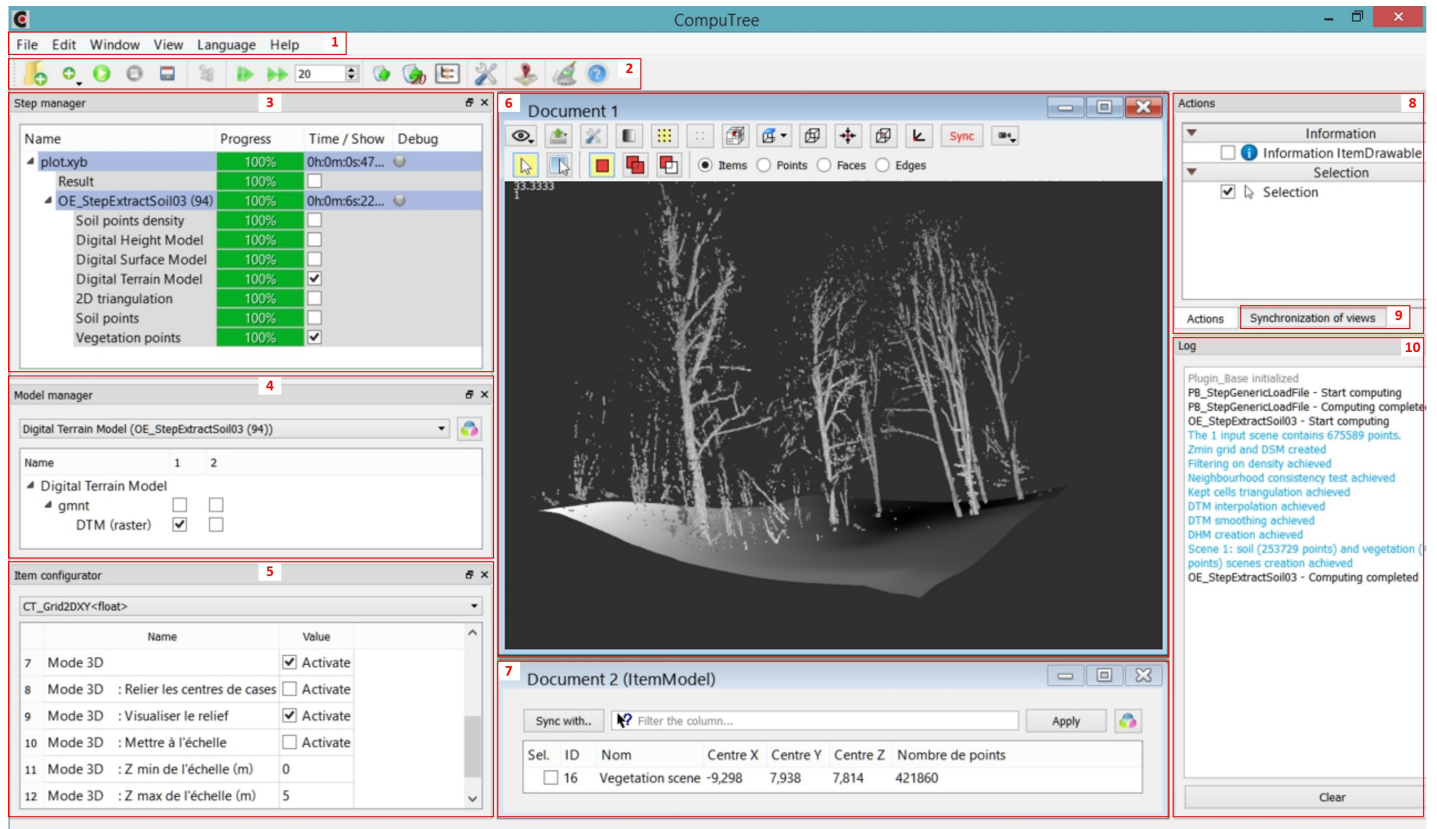 CompuTree
File Edit Window View Language Help 1
20 2
Step manager 3
Name Progress Time / Show Debug
plot.xyb 100% 0h:0m:0s:47...
Result 100%
OE_StepExtractSoil03 (94) 100% 0h:0m:6s:22...
Soil points density 100%
Digital Height Model 100%
Digital Surface Model 100%
Digital Terrain Model 100%
2D triangulation 100%
Soil points 100%
Vegetation points 100%
4
Model manager
Digital Terrain Model (OE_StepExtractSoil03 (94))
Name 1 2
Digital Terrain Model
gmnt
DTM (raster)
Item configurator 5
CT_Grid2DXY<float>
Name Value
7 Mode 3D Activate
8 Mode 3D : Relier les centres de cases Activate
9 Mode 3D : Visualiser le relief Activate
10 Mode 3D : Mettre à l'échelle Activate
11 Mode 3D : Z min de l'échelle (m) 0
12 Mode 3D : Z max de l'échelle (m) 5
6 Document 1
Sync
Items Points Faces Edges
33.3333
1
7 Document 2 (ItemModel)
Sync with.. Filter the column... Apply
Sel. ID Nom Centre X Centre Y Centre Z Nombre de points
16 Vegetation scene -9,298 7,938 7,814 421860
Actions 8
Information
Information ItemDrawable
Selection
Selection
Actions Synchronization of views 9
Log 10
Plugin_Base initialized
PB_StepGenericLoadFile - Start computing
PB_StepGenericLoadFile - Computing complete
OE_StepExtractSoil03 - Start computing
The 1 input scene contains 675589 points.
Zmin grid and DSM created
Filtering on density achieved
Neighbourhood consistency test achieved
Kept cells triangulation achieved
DTM interpolation achieved
DTM smoothing achieved
DHM creation achieved
Scene 1: soil (253729 points) and vegetation (
points) scenes creation achieved
OE_StepExtractSoil03 - Computing completed
Clear